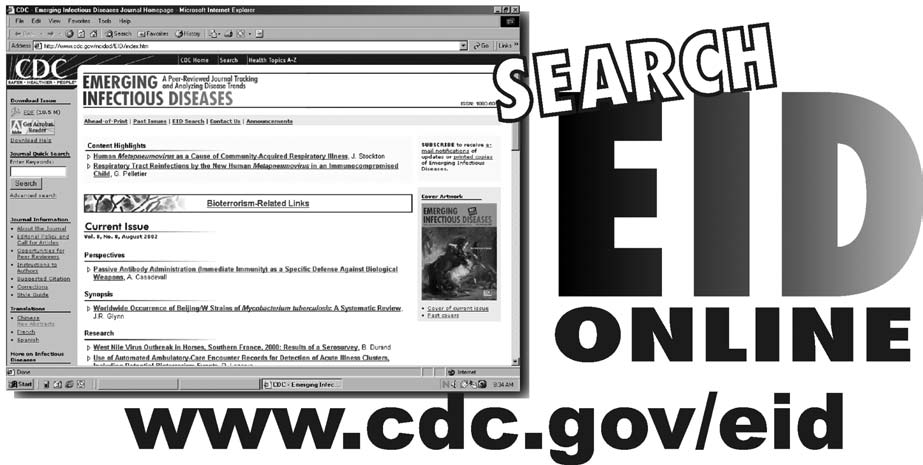 CDC - Emerging Infectious Diseases Journal Homepage - Microsoft Internet Explorer
File Edit View Favorites Tools Help
Back Search Favorites History
Address http://www.cdc.gov/ncidod/EID/index.htm Go Links »
CDC
SAFER · HEALTHIER · PEOPLE
CDC Home Search Health Topics A-Z
EMERGING
INFECTIOUS DISEASES
A Peer-Reviewed Journal Tracking
and Analyzing Disease Trends
Ahead-of-Print | Past Issues | EID Search | Contact Us | Announcements
Download Issue
PDF (10.5 M)
Get Acrobat
Reader
Download Help
Journal Quick Search
Enter Keywords:
Search
Advanced search
Journal Information
About the Journal
Editorial Policy and
Call for Articles
Opportunities for
Peer Reviewers
Instructions to
Authors
Suggested Citation
Corrections
Style Guide
Translations
Chinese
French
Spanish
More on Infectious
Diseases
Content Highlights
Human Metapneumovirus as a Cause of Community-Acquired Respiratory Illness, J. Stockton
Respiratory Tract Reinfections by the New Human Metapneumovirus in an Immunocompromised
Child, G. Pelletier
Bioterrorism-Related Links
Current Issue
Vol. 8, No. 8, August 2002
Perspectives
Passive Antibody Administration (Immediate Immunity) as a Specific Defense Against Biological
Weapons, A. Casadevall
Synopsis
Worldwide Occurrence of Beijing/W Strains of Mycobacterium tuberculosis: A Systematic Review,
J.R. Glynn
Research
West Nile Virus Outbreak in Horses, Southern France, 2000: Results of a Serosurvey, B. Durand
Use of Automated Ambulatory-Care Encounter Records for Detection of Acute Illness Clusters,
SUBSCRIBE to receive e-
mail notifications of
updates or printed copies
of Emerging Infectious
Diseases.
Cover Artwork
EMERGING
INFECTIOUS DISEASES
Cover of current issue
Past covers
Done
Internet
Start
CDC - Emerging Infec...
9:34 AM
SEARCH
EID
ONLINE
www.cdc.gov/eid